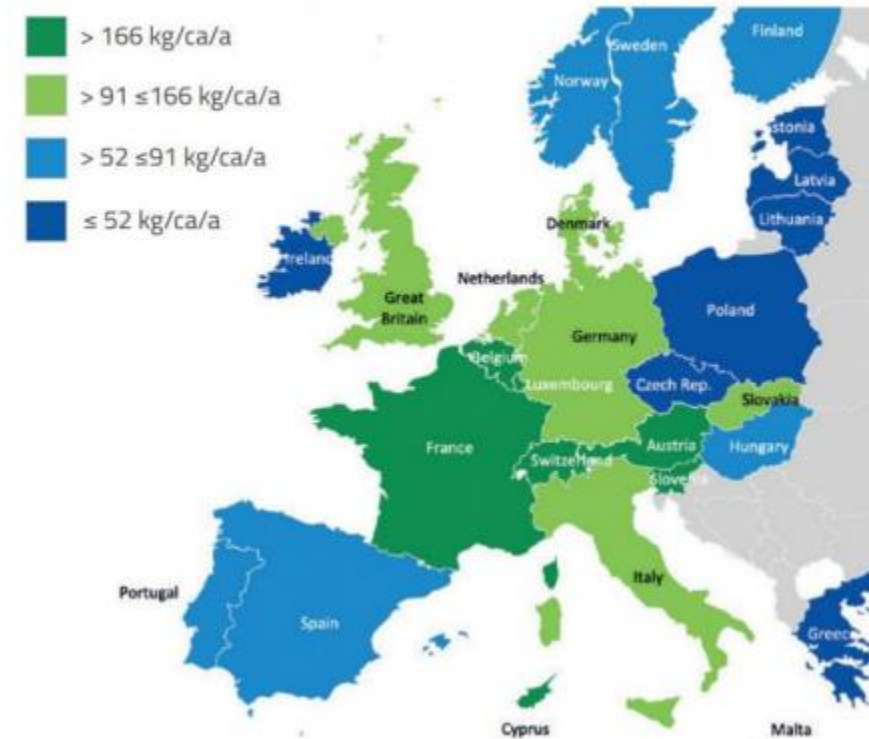 > 166 kg/ca/a
> 91 ≤166 kg/ca/a
> 52 ≤91 kg/ca/a
≤ 52 kg/ca/a
Finland
Sweden
Norway
stonia
Latvia
Lithuania
Denmark
Ireland
Netherlands
Great
Britain
Poland
Germany
Belgium
Luxembourg
Czech Rep.
Slovakia
France
Austria
Hungary
Switzerland
Slovenia
Italy
Portugal
Spain
Greec
Cyprus
Malta